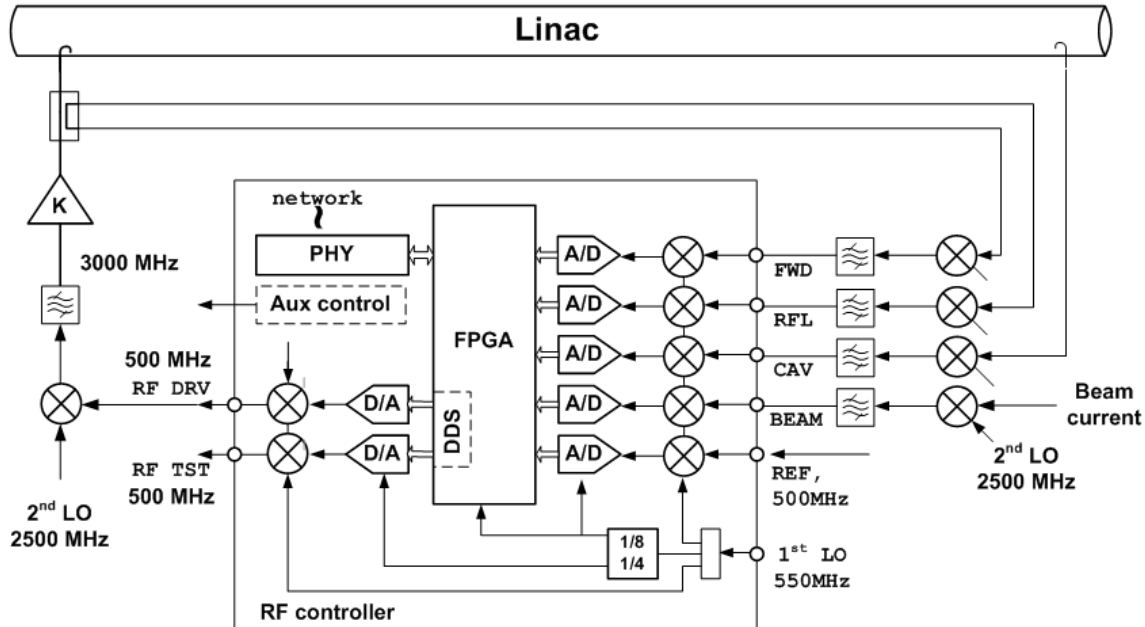 Linac
K
3000 MHz
network
PHY
Aux control
FPGA
DDS
A/D
A/D
A/D
A/D
A/D
D/A
D/A
FWD
RFL
CAV
BEAM
REF,
500MHz
Beam
current
2nd LO
2500 MHz
500 MHz
RF DRV
RF TST
500 MHz
2nd LO
2500 MHz
1/8
1/4
1st LO
550MHz
RF controller